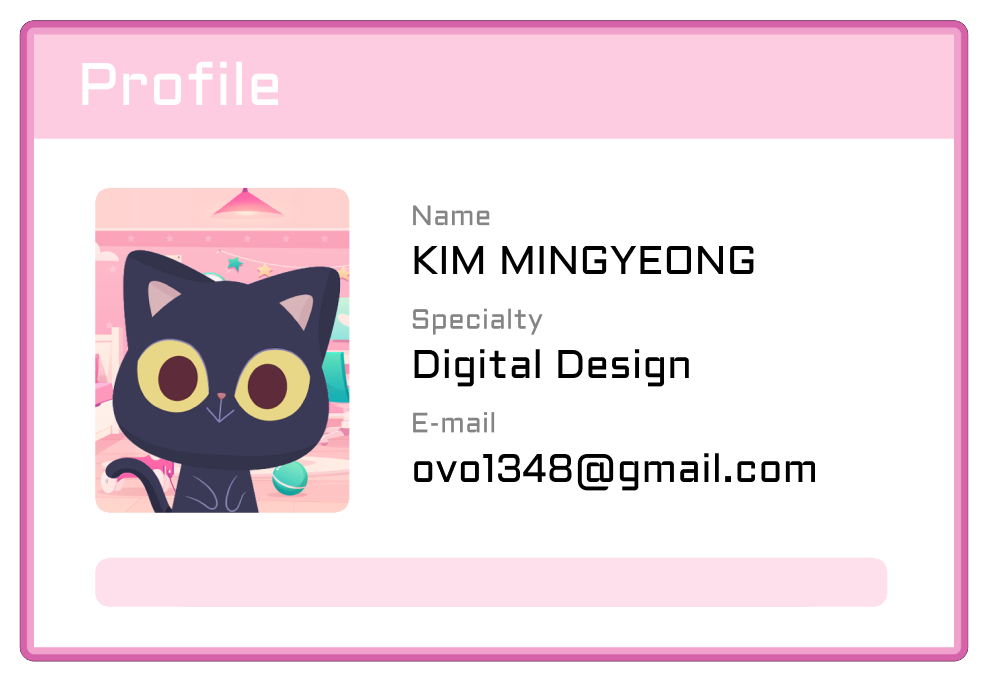 Profile
Name
KIM MINGYEONG
Specialty
Digital Design
E-mail
ovo1348@gmail.com